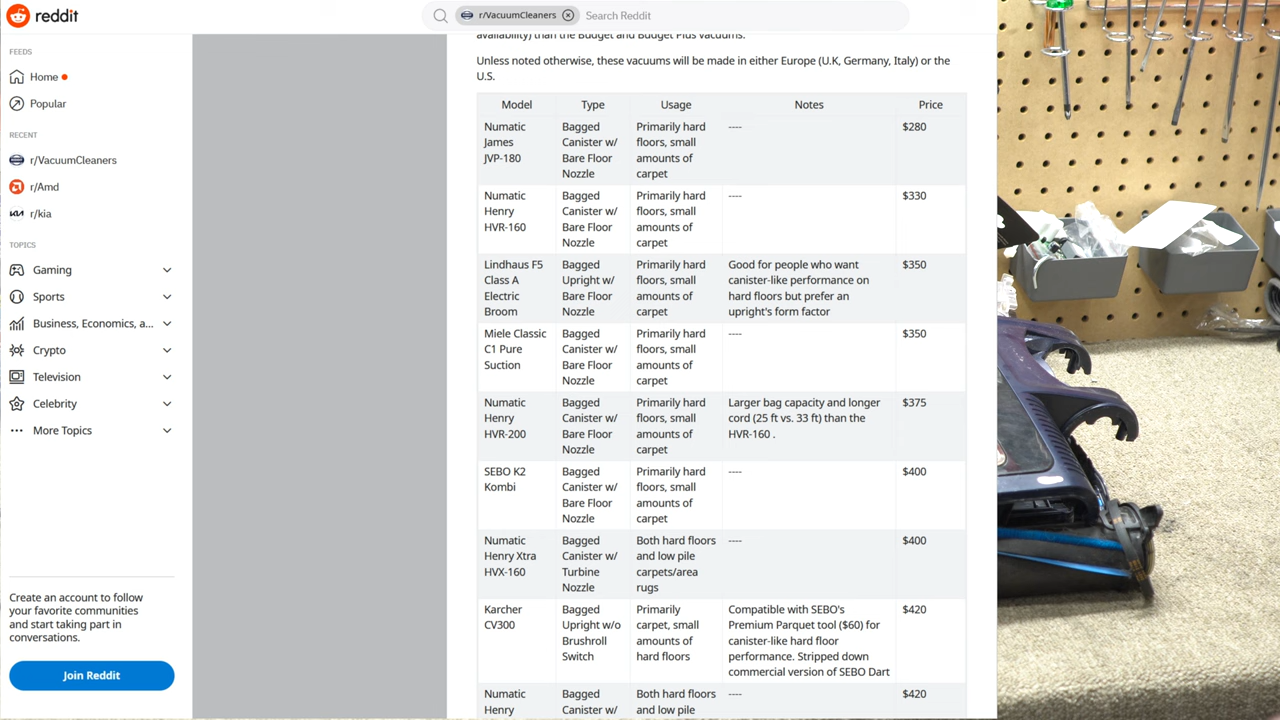 reddit
r/VacuumCleaners
Search Reddit
FEEDS
Home
Popular
RECENT
r/VacuumCleaners
r/Amd
r/kia
TOPICS
Gaming
Sports
Business, Economics, a...
Crypto
Television
Celebrity
More Topics
Create an account to follow
your favorite communities
and start taking part in
conversations.
Join Reddit
availability) than the Budget and Budget Plus vacuums.
Unless noted otherwise, these vacuums will be made in either Europe (U.K, Germany, Italy) or the
U.S.
Model Type Usage Notes Price
Numatic Bagged Primarily hard ---- $280
James Canister w/ floors, small
JVP-180 Bare Floor amounts of
Nozzle carpet
Numatic Bagged Primarily hard ---- $330
Henry Canister w/ floors, small
HVR-160 Bare Floor amounts of
Nozzle carpet
Lindhaus F5 Bagged Primarily hard Good for people who want $350
Class A Upright w/ floors, small canister-like performance on
Electric Bare Floor amounts of hard floors but prefer an
Broom Nozzle carpet upright's form factor
Miele Classic Bagged Primarily hard ---- $350
C1 Pure Canister w/ floors, small
Suction Bare Floor amounts of
Nozzle carpet
Numatic Bagged Primarily hard Larger bag capacity and longer $375
Henry Canister w/ floors, small cord (25 ft vs. 33 ft) than the
HVR-200 Bare Floor amounts of HVR-160 .
Nozzle carpet
SEBO K2 Bagged Primarily hard ---- $400
Kombi Canister w/ floors, small
Bare Floor amounts of
Nozzle carpet
Numatic Bagged Both hard floors ---- $400
Henry Xtra Canister w/ and low pile
HVX-160 Turbine carpets/area
Nozzle rugs
Karcher Bagged Primarily Compatible with SEBO's $420
CV300 Upright w/o carpet, small Premium Parquet tool ($60) for
Brushroll amounts of canister-like hard floor
Switch hard floors performance. Stripped down
commercial version of SEBO Dart
Numatic Bagged Both hard floors ---- $420
Henry Canister w/ and low pile